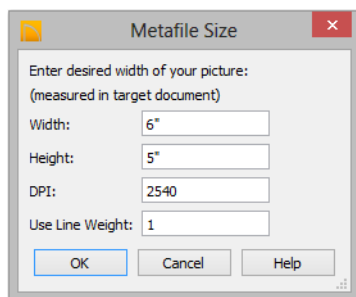 Metafile Size
Enter desired width of your picture:
(measured in target document)
Width: 6"
Height: 5"
DPI: 2540
Use Line Weight: 1
OK Cancel Help